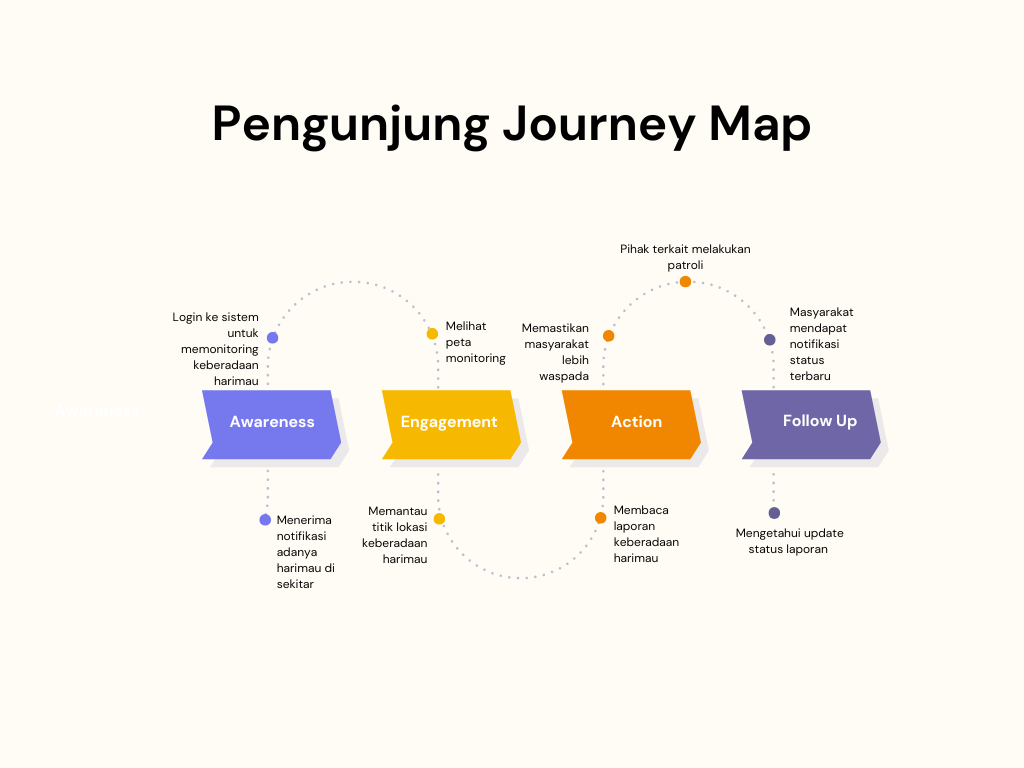 Pengunjung Journey Map
Login ke sistem
untuk
memonitoring
keberadaan
harimau
Melihat
peta
monitoring
Memastikan
masyarakat
lebih
waspada
Pihak terkait melakukan
patroli
Masyarakat
mendapat
notifikasi
status
terbaru
Awareness
Awareness
Engagement
Action
Follow Up
Menerima
notifikasi
adanya
harimau di
sekitar
Memantau
titik lokasi
keberadaan
harimau
Membaca
laporan
keberadaan
harimau
Mengetahui update
status laporan